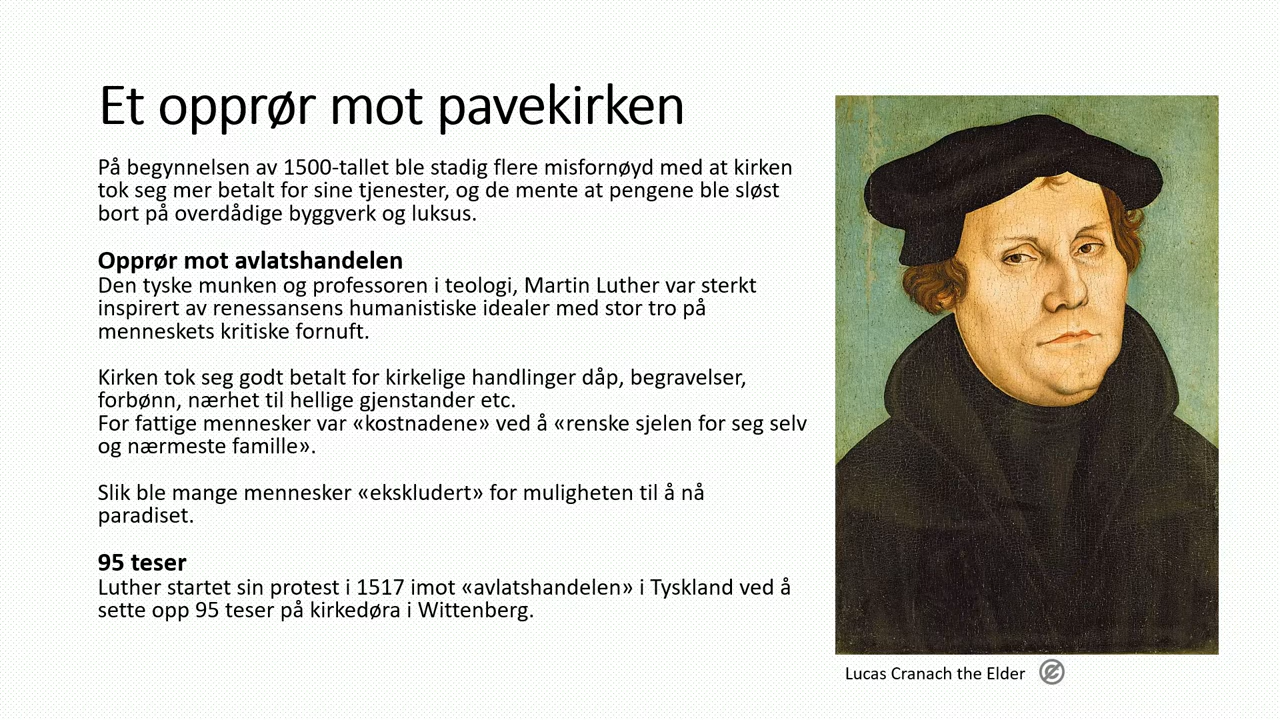 Et opprør mot pavekirken
På begynnelsen av 1500-tallet ble stadig flere misfornøyd med at kirken
tok seg mer betalt for sine tjenester, og de mente at pengene ble sløst
bort på overdådige byggverk og luksus.
Opprør mot avlatshandelen
Den tyske munken og professoren i teologi, Martin Luther var sterkt
inspirert av renessansens humanistiske idealer med stor tro på
menneskets kritiske fornuft.
Kirken tok seg godt betalt for kirkelige handlinger dåp, begravelser,
forbønn, nærhet til hellige gjenstander etc.
For fattige mennesker var «kostnadene» ved å «renske sjelen for seg selv
og nærmeste famille».
Slik ble mange mennesker «ekskludert» for muligheten til å nå
paradiset.
95 teser
Luther startet sin protest i 1517 imot «avlatshandelen» i Tyskland ved å
sette opp 95 teser på kirkedøra i Wittenberg.
Lucas Cranach the Elder